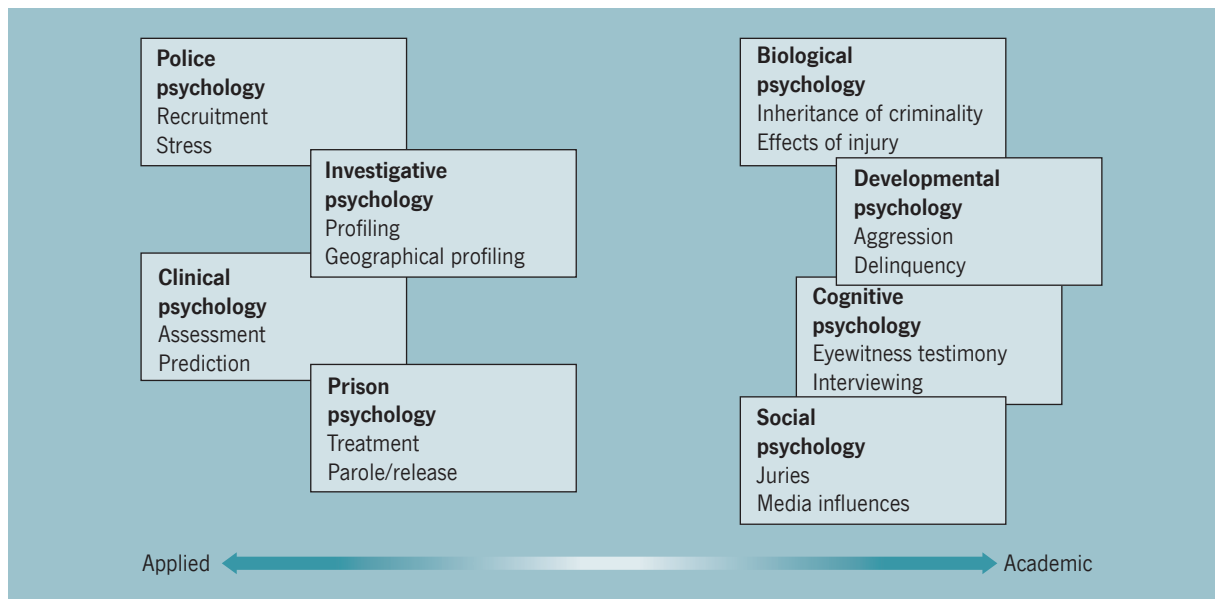 Police
psychology
Recruitment
Stress
Investigative
psychology
Profiling
Geographical profiling
Clinical
psychology
Assessment
Prediction
Prison
psychology
Treatment
Parole/release
Biological
psychology
Inheritance of criminality
Effects of injury
Developmental
psychology
Aggression
Delinquency
Cognitive
psychology
Eyewitness testimony
Interviewing
Social
psychology
Juries
Media influences
Applied
Academic